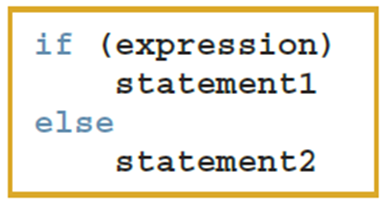 if (expression)
    statement1
else
    statement2